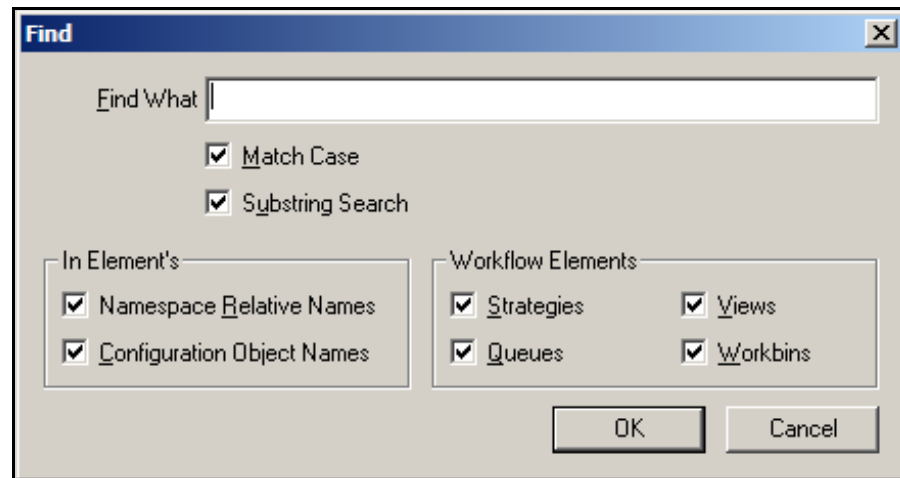 Find
Find What
Match Case
Substring Search
In Element's
Namespace Relative Names
Configuration Object Names
Workflow Elements
Strategies
Views
Queues
Workbins
OK
Cancel